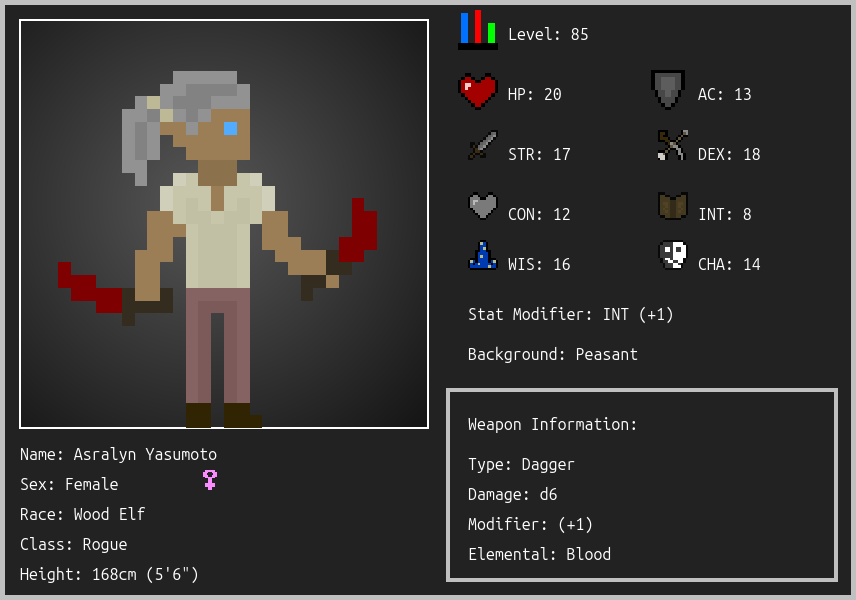 Level: 85
HP: 20
AC: 13
STR: 17
DEX: 18
CON: 12
INT: 8
WIS: 16
CHA: 14
Stat Modifier: INT (+1)
Background: Peasant
Weapon Information:
Type: Dagger
Damage: d6
Modifier: (+1)
Elemental: Blood
Name: Asralyn Yasumoto
Sex: Female
Race: Wood Elf
Class: Rogue
Height: 168cm (5'6")